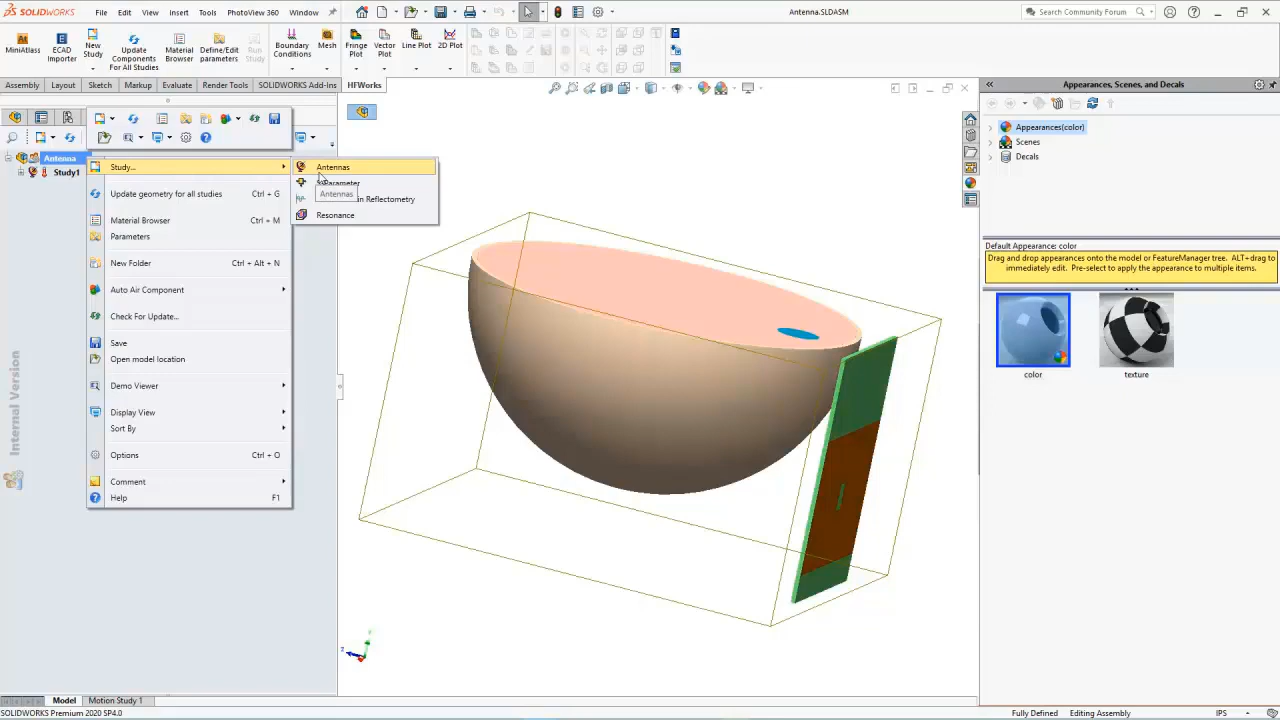 SOLIDWORKS File Edit View Insert Tools PhotoView 360 Window Antenna.SLDASM Search Community Forum
MiniAtlass ECAD Importer New Study Update Components For All Studies Material Browser Define/Edit parameters Run Study Boundary Conditions Mesh Fringe Plot Vector Plot Line Plot 2D Plot
Assembly Layout Sketch Markup Evaluate Render Tools SOLIDWORKS Add-Ins HFWorks
Appearances, Scenes, and Decals
Appearances(color)
Scenes
Decals
Antenna
Study1
Study...
Update geometry for all studies Ctrl + G
Material Browser Ctrl + M
Parameters
New Folder Ctrl + Alt + N
Auto Air Component
Check For Update...
Save
Open model location
Demo Viewer
Display View
Sort By
Options Ctrl + O
Comment
Help F1
Antennas
Parameter
Antennas
in Reflectometry
Resonance
Internal Version
Default Appearance: color
Drag and drop appearances onto the model or FeatureManager tree. ALT+drag to
immediately edit. Pre-select to apply the appearance to multiple items.
color texture
z
Model Motion Study 1
SOLIDWORKS Premium 2020 SP4.0 Fully Defined Editing Assembly IPS